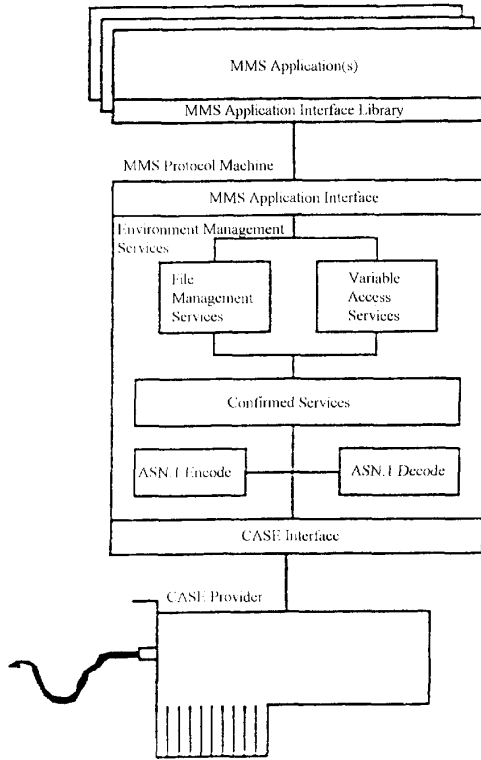 MMS Application(s)
MMS Application Interface Library
MMS Protocol Machine
MMS Application Interface
Environment Management
Services
File
Management
Services
Variable
Access
Services
Confirmed Services
ASN.1 Encode
ASN.1 Decode
CASE Interface
CASE Provider